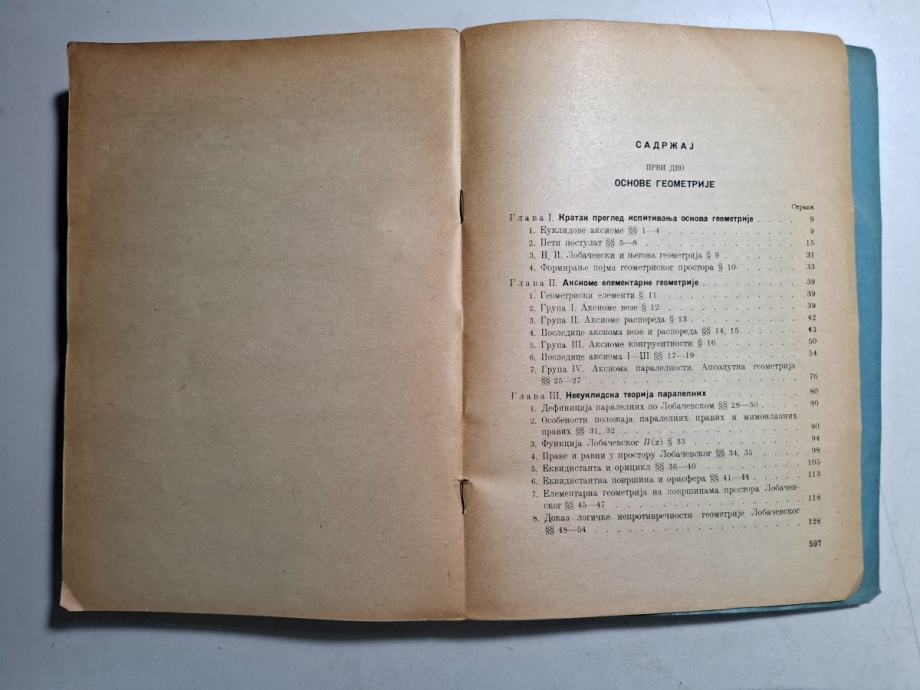 САДРЖАЈ
ПРВИ ДЕО
ОСНОВЕ ГЕОМЕТРИЈЕ
Страна
Глава I. Кратак преглед испитивања основа геометрије . . . . 9
1. Еуклидове аксиоме §§ 1—4 . . . . 9
2. Пети постулат §§ 5—8 . . . . 15
3. Н. И. Лобачевски и његова геометрија § 9 . . . . 31
4. Формирање појма геометриског простора § 10 . . . . 33
Глава II. Аксиоме елементарне геометрије . . . . 39
1. Геометриски елементи § 11 . . . . 39
2. Група I. Аксиоме везе § 12 . . . . 39
3. Група II. Аксиоме распореда § 13 . . . . 42
4. Последице аксиома везе и распореда §§ 14, 15 . . . . 43
5. Група III. Аксиоме конгруентности § 16 . . . . 50
6. Последице аксиома I—III §§ 17—19 . . . . 54
7. Група IV. Аксиома паралелности. Апсолутна геометрија
§§ 25—27 . . . . 76
Глава III. Нееуклидска теорија паралелних . . . . 80
1. Дефиниција паралелних по Лобачевском §§ 28—30 . . . . 80
2. Особености положаја паралелних правих и мимоилазних
правих §§ 31, 32 . . . . 90
3. Функција Лобачевског П(x) § 33 . . . . 94
4. Праве и равни у простору Лобачевског §§ 34, 35 . . . . 98
5. Еквидистанта и орицикл §§ 36—40 . . . . 105
6. Еквидистантна површина и орисфера §§ 41—44 . . . . 113
7. Елементарна геометрија на површинама простора Лобачев-
ског §§ 45—47 . . . . 118
8. Доказ логичке непротивречности геометрије Лобачевског
§§ 48—54 . . . . 128
597